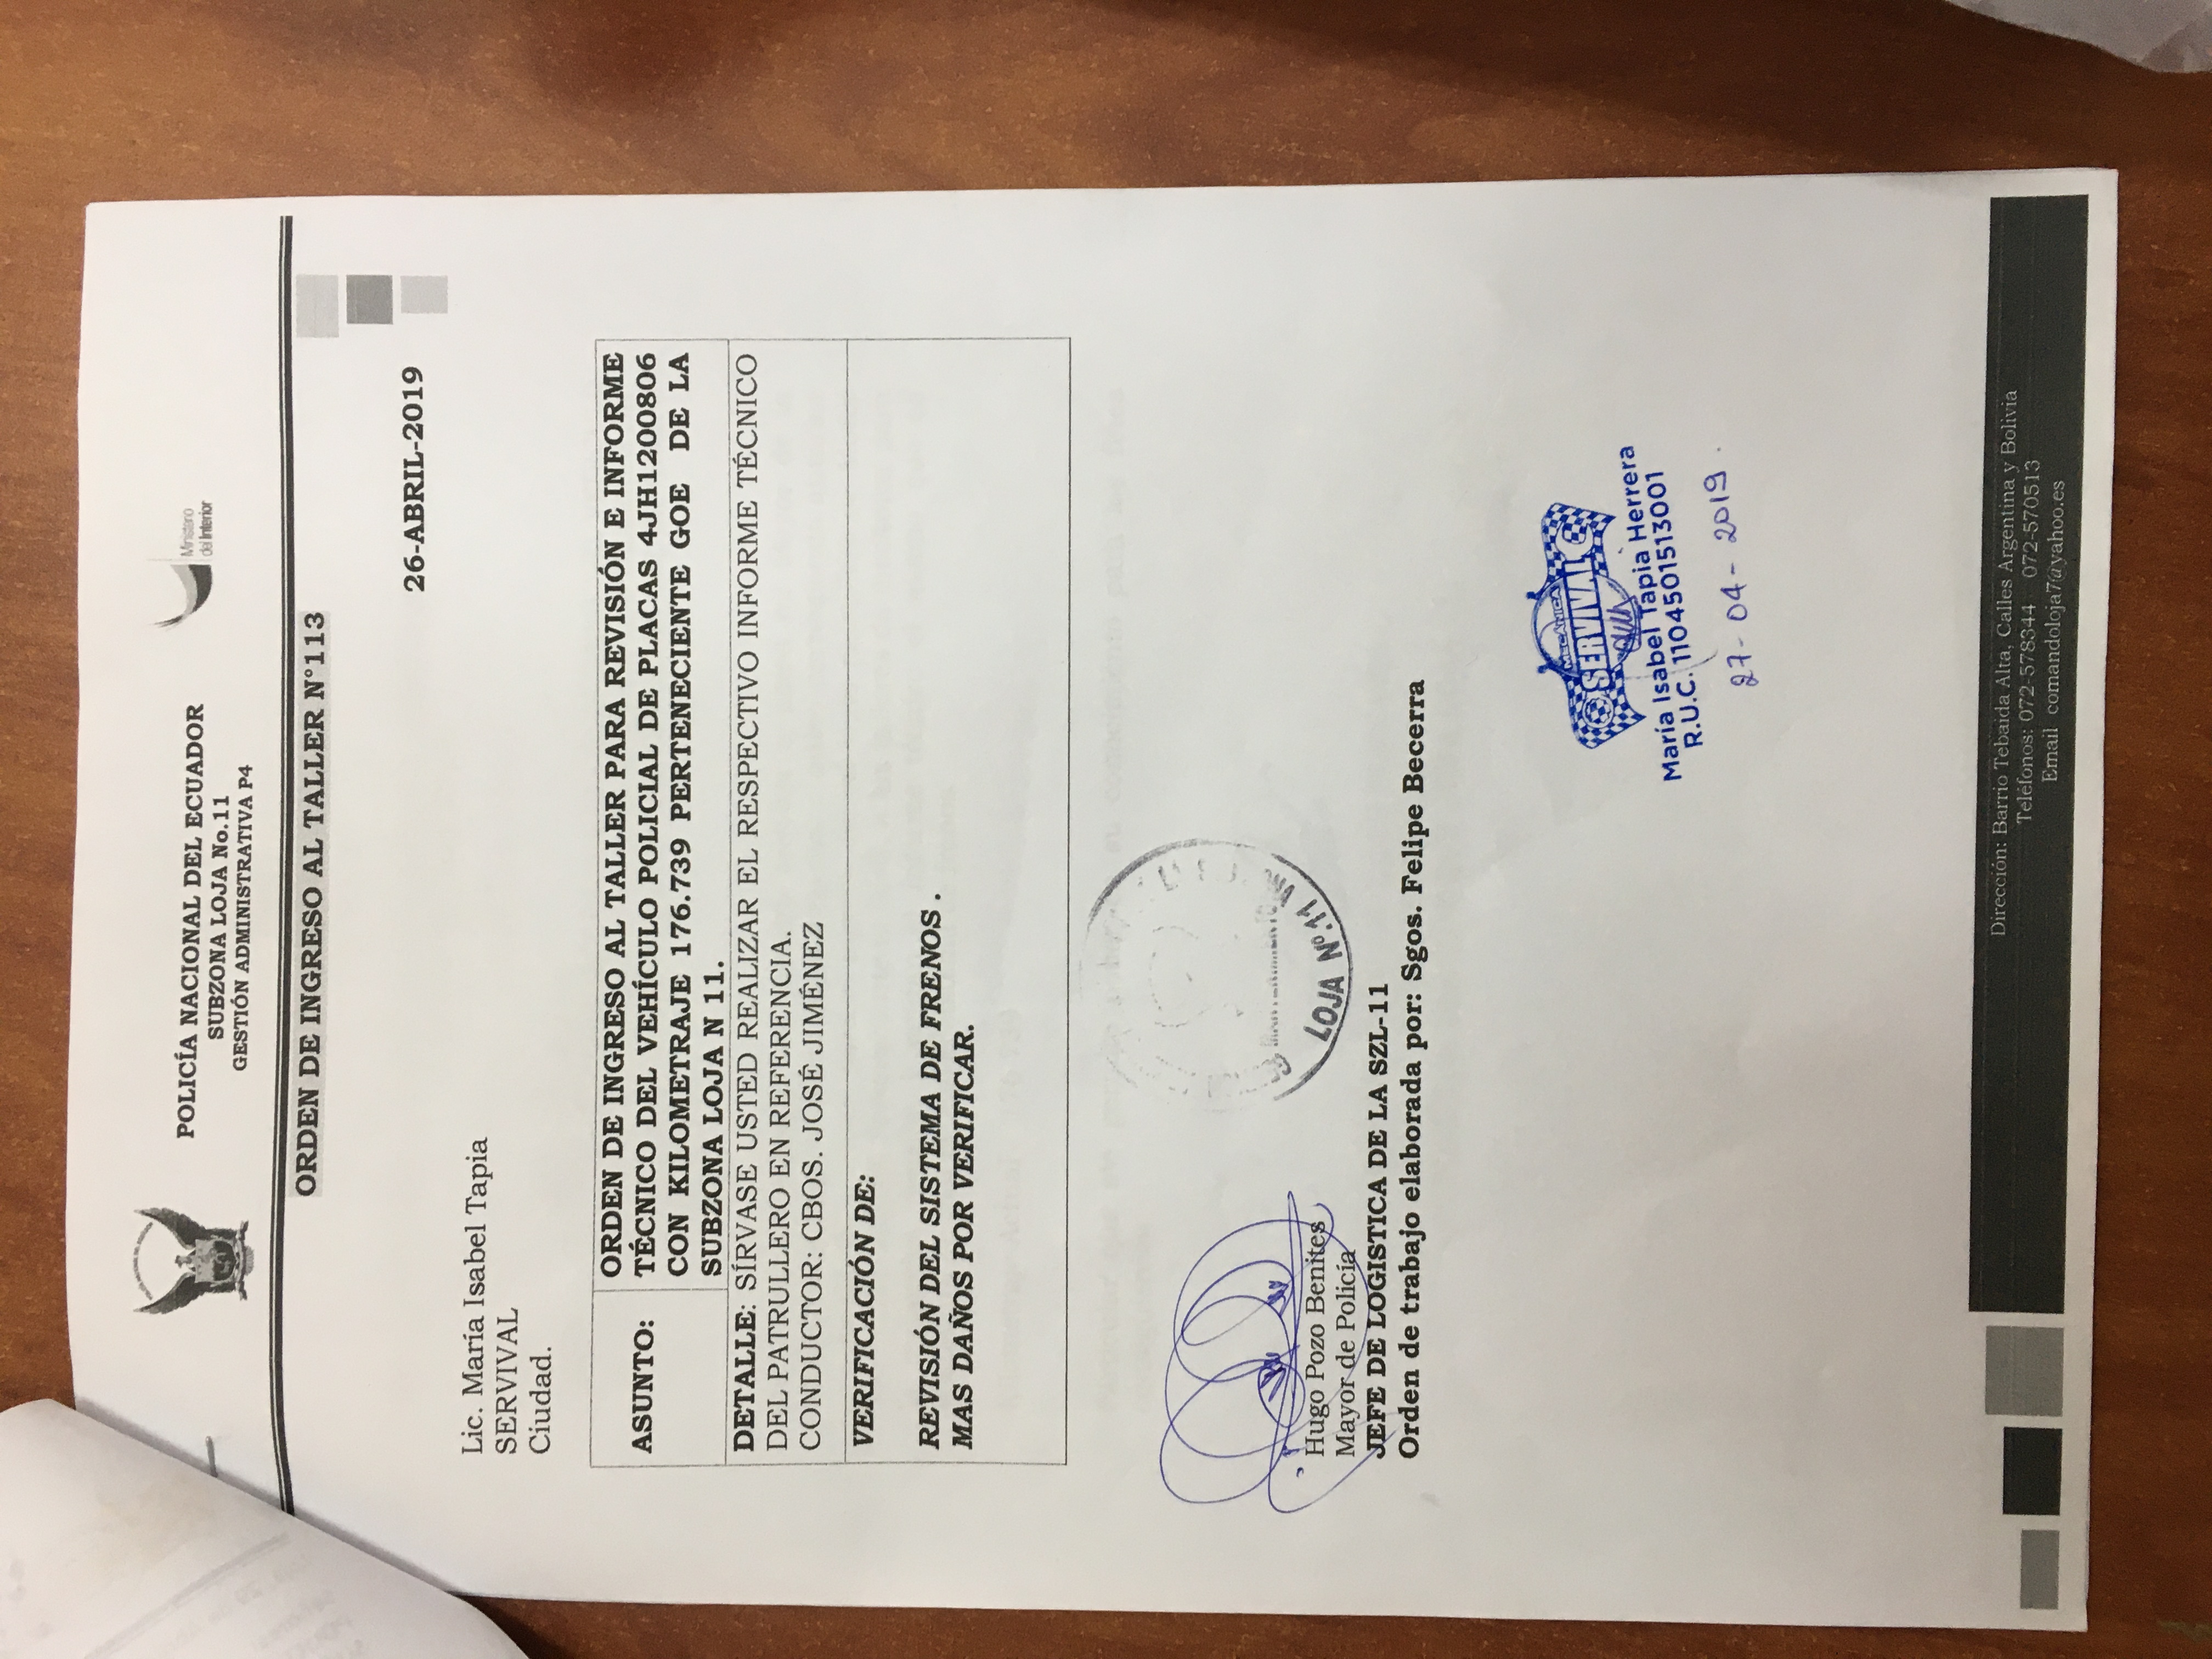 POLICÍA NACIONAL DEL ECUADOR
SUBZONA LOJA No.11
GESTIÓN ADMINISTRATIVA P4
Ministerio
del Interior
ORDEN DE INGRESO AL TALLER N°113
26-ABRIL-2019
Lic. María Isabel Tapia
SERVIVAL
Ciudad.
ASUNTO:
ORDEN DE INGRESO AL TALLER PARA REVISIÓN E INFORME
TÉCNICO DEL VEHÍCULO POLICIAL DE PLACAS 4JH1200806
CON KILOMETRAJE 176.739 PERTENECIENTE GOE DE LA
SUBZONA LOJA N 11.
DETALLE: SÍRVASE USTED REALIZAR EL RESPECTIVO INFORME TÉCNICO
DEL PATRULLERO EN REFERENCIA.
CONDUCTOR: CBOS. JOSÉ JIMÉNEZ
VERIFICACIÓN DE:
REVISIÓN DEL SISTEMA DE FRENOS .
MAS DAÑOS POR VERIFICAR.
MANTENIMIENTO
LOJA Nº.11
Hugo Pozo Benites
Mayor de Policía
JEFE DE LOGISTICA DE LA SZL-11
Orden de trabajo elaborada por: Sgos. Felipe Becerra
MECÁNICA
SERVIVAL
María Isabel Tapia Herrera
R.U.C. 1104501513001
27-04-2019.
Dirección: Barrio Tebaida Alta, Calles Argentina y Bolivia
Teléfonos: 072-578344 072-570513
Email comandoloja7@yahoo.es